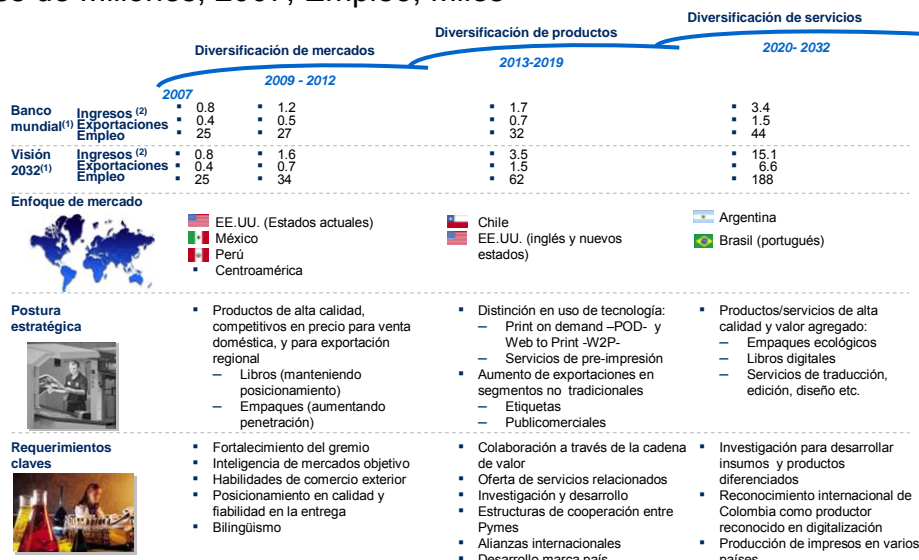 Diversificación de servicios
Diversificación de productos
2020- 2032
Diversificación de mercados
2013-2019
2009 - 2012
2007
Banco mundial(1)
Ingresos (2) ▪ 0.8 ▪ 1.2 ▪ 1.7 ▪ 3.4
Exportaciones ▪ 0.4 ▪ 0.5 ▪ 0.7 ▪ 1.5
Empleo ▪ 25 ▪ 27 ▪ 32 ▪ 44
Visión 2032(1)
Ingresos (2) ▪ 0.8 ▪ 1.6 ▪ 3.5 ▪ 15.1
Exportaciones ▪ 0.4 ▪ 0.7 ▪ 1.5 ▪ 6.6
Empleo ▪ 25 ▪ 34 ▪ 62 ▪ 188
Enfoque de mercado
EE.UU. (Estados actuales)
México
Perú
▪ Centroamérica
Chile
EE.UU. (inglés y nuevos
estados)
Argentina
Brasil (portugués)
Postura
estratégica
▪ Productos de alta calidad,
competitivos en precio para venta
doméstica, y para exportación
regional
– Libros (manteniendo
posicionamiento)
– Empaques (aumentando
penetración)
▪ Distinción en uso de tecnología:
– Print on demand –POD- y
Web to Print -W2P-
– Servicios de pre-impresión
▪ Aumento de exportaciones en
segmentos no tradicionales
– Etiquetas
– Publicomerciales
▪ Productos/servicios de alta
calidad y valor agregado:
– Empaques ecológicos
– Libros digitales
– Servicios de traducción,
edición, diseño etc.
Requerimientos
claves
▪ Fortalecimiento del gremio
▪ Inteligencia de mercados objetivo
▪ Habilidades de comercio exterior
▪ Posicionamiento en calidad y
fiabilidad en la entrega
▪ Bilingüismo
▪ Colaboración a través de la cadena
de valor
▪ Oferta de servicios relacionados
▪ Investigación y desarrollo
▪ Estructuras de cooperación entre
Pymes
▪ Alianzas internacionales
▪ Desarrollo marca país
▪ Investigación para desarrollar
insumos y productos
diferenciados
▪ Reconocimiento internacional de
Colombia como productor
reconocido en digitalización
▪ Producción de impresos en varios
países